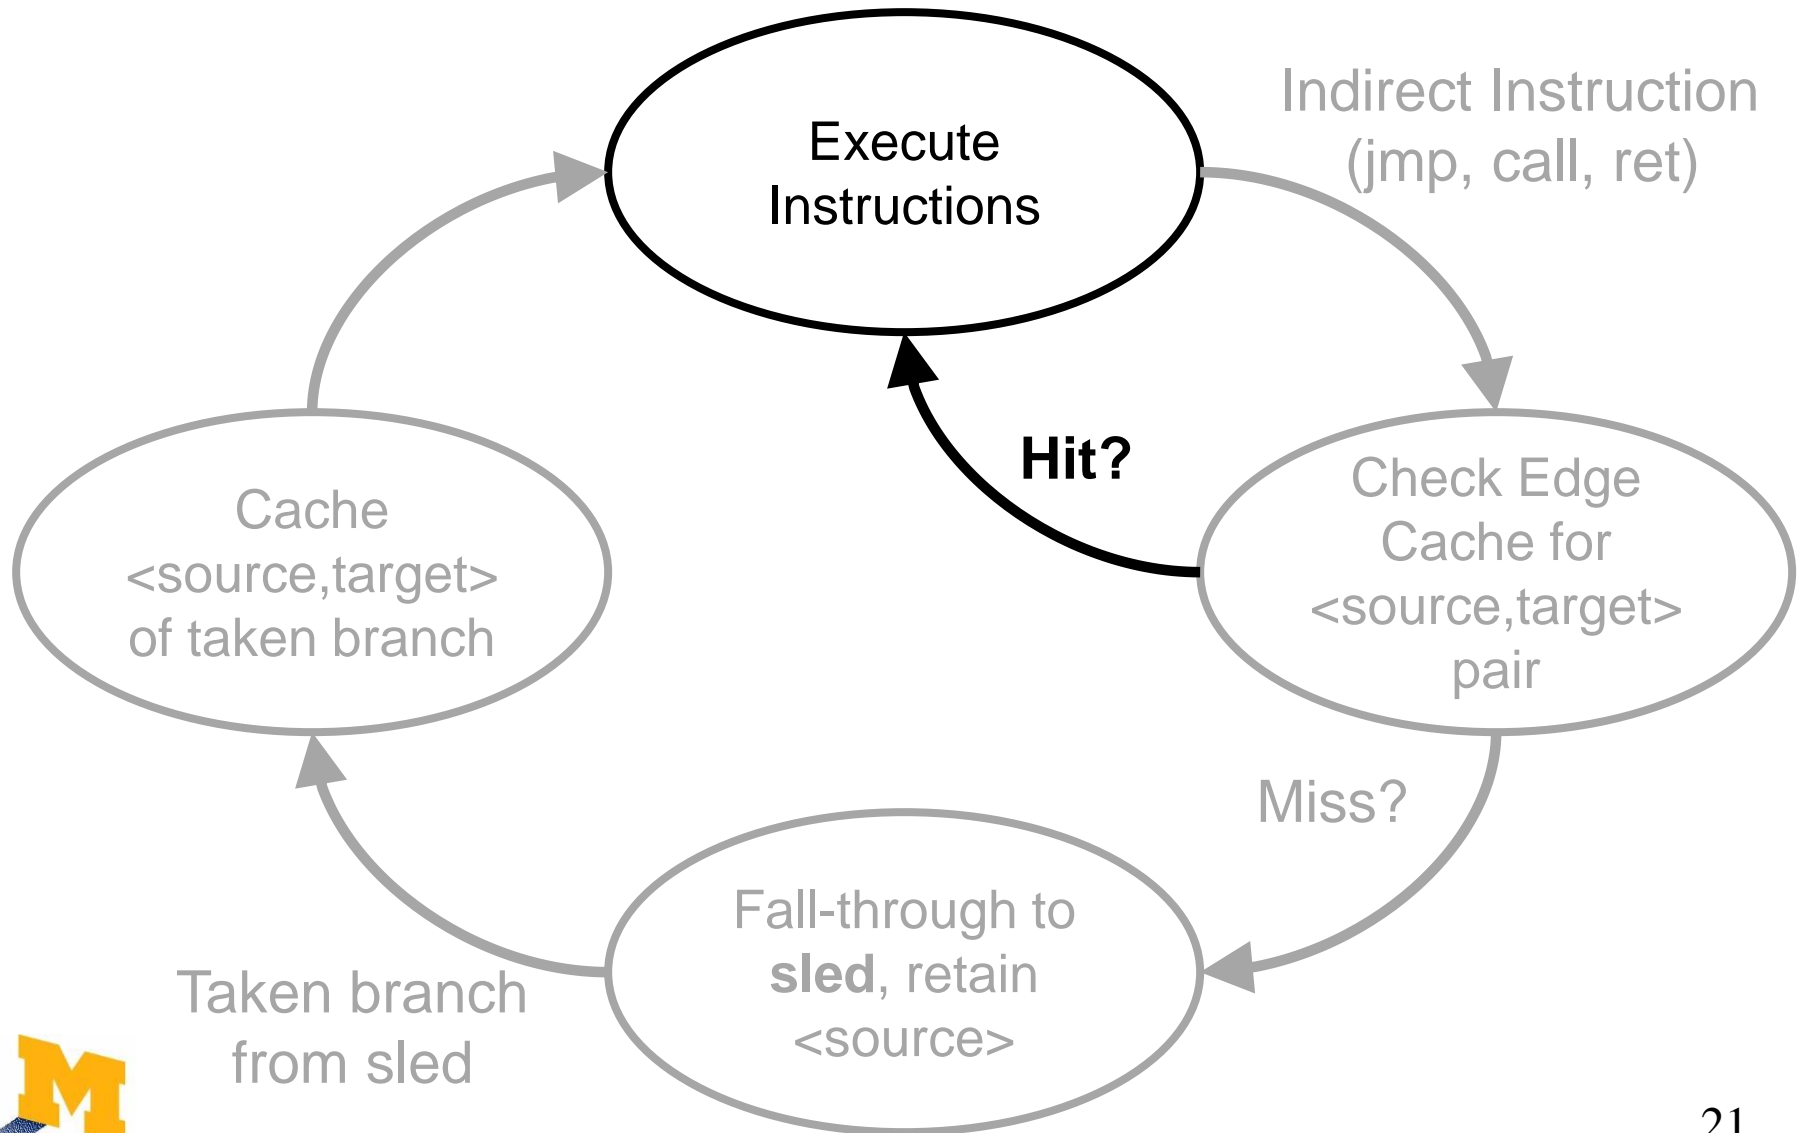 Execute
Instructions
Indirect Instruction
(jmp, call, ret)
Hit?
Check Edge
Cache for
<source,target>
pair
Cache
<source,target>
of taken branch
Miss?
Fall-through to
sled, retain
<source>
Taken branch
from sled
M
21